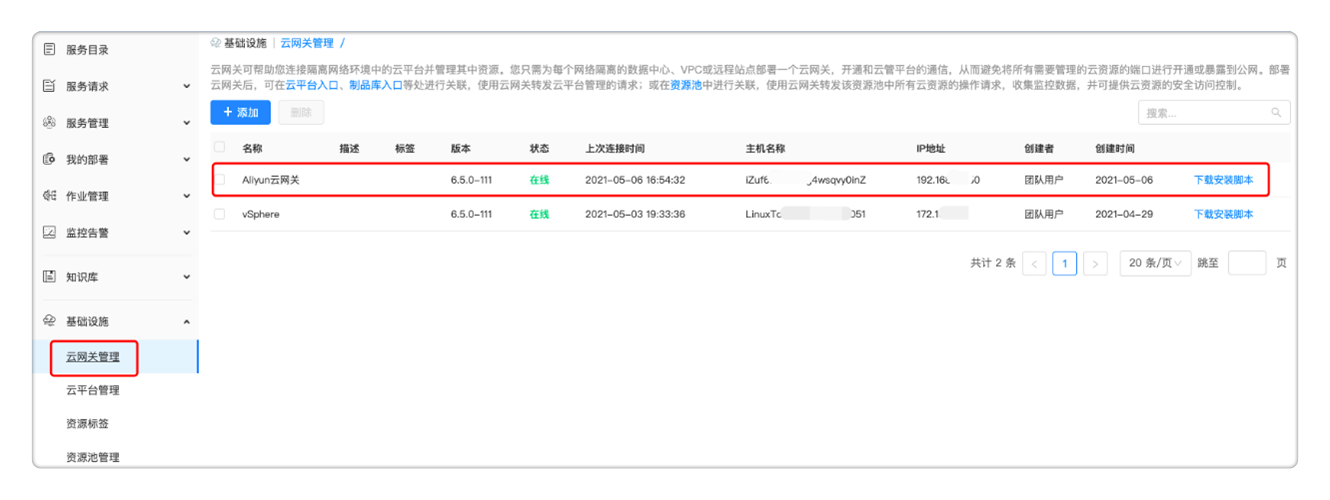 服务目录
服务请求
服务管理
我的部署
作业管理
监控告警
知识库
基础设施
云网关管理
云平台管理
资源标签
资源池管理
基础设施 | 云网关管理 /
云网关可帮助您连接隔离网络环境中的云平台并管理其中资源。您只需为每个网络隔离的数据中心、VPC或远程站点部署一个云网关，开通和云管平台的通信，从而避免将所有需要管理的云资源的端口进行开通或暴露到公网。部署
云网关后，可在云平台入口、制品库入口等处进行关联，使用云网关转发云平台管理的请求；或在资源池中进行关联，使用云网关转发该资源池中所有云资源的操作请求，收集监控数据，并可提供云资源的安全访问控制。
+ 添加 删除 搜索...
名称 描述 标签 版本 状态 上次连接时间 主机名称 IP地址 创建者 创建时间
Aliyun云网关 6.5.0-111 在线 2021-05-06 16:54:32 4wsqvy0inZ 团队用户 2021-05-06 下载安装脚本
vSphere 6.5.0-111 在线 2021-05-03 19:33:36 团队用户 2021-04-29 下载安装脚本
共计 2 条 < 1 > 20 条/页 跳至 页